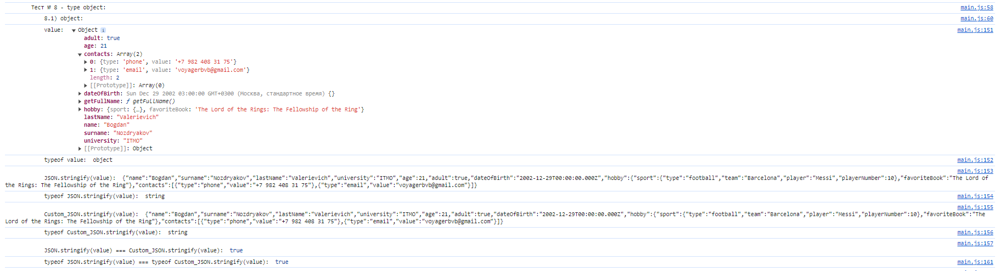 Тест № 8 - type object: main.js:58
8.1) object: main.js:60
value: ▼ Object i main.js:151
adult: true
age: 21
▼ contacts: Array(2)
▶ 0: {type: 'phone', value: '+7 982 408 31 75'}
▶ 1: {type: 'email', value: 'voyagerbvb@gmail.com'}
length: 2
▶ [[Prototype]]: Array(0)
▶ dateOfBirth: Sun Dec 29 2002 03:00:00 GMT+0300 (Москва, стандартное время) {}
▶ getFullName: ƒ getFullName()
▶ hobby: {sport: {…}, favoriteBook: 'The Lord of the Rings: The Fellowship of the Ring'}
lastName: "Valerievich"
name: "Bogdan"
surname: "Nozdryakov"
university: "ITMO"
▶ [[Prototype]]: Object
typeof value: object main.js:152
main.js:153
JSON.stringify(value): {"name":"Bogdan","surname":"Nozdryakov","lastName":"Valerievich","university":"ITMO","age":21,"adult":true,"dateOfBirth":"2002-12-29T00:00:00.000Z","hobby":{"sport":{"type":"football","team":"Barcelona","player":"Messi","playerNumber":10},"favoriteBook":"The Lord of
the Rings: The Fellowship of the Ring"},"contacts":[{"type":"phone","value":"+7 982 408 31 75"},{"type":"email","value":"voyagerbvb@gmail.com"}]}
typeof JSON.stringify(value): string main.js:154
main.js:155
Custom_JSON.stringify(value): {"name":"Bogdan","surname":"Nozdryakov","lastName":"Valerievich","university":"ITMO","age":21,"adult":true,"dateOfBirth":"2002-12-29T00:00:00.000Z","hobby":{"sport":{"type":"football","team":"Barcelona","player":"Messi","playerNumber":10},"favoriteBook":"The
Lord of the Rings: The Fellowship of the Ring"},"contacts":[{"type":"phone","value":"+7 982 408 31 75"},{"type":"email","value":"voyagerbvb@gmail.com"}]}
typeof Custom_JSON.stringify(value): string main.js:156
main.js:157
JSON.stringify(value) === Custom_JSON.stringify(value): true
typeof JSON.stringify(value) === typeof Custom_JSON.stringify(value): true main.js:161